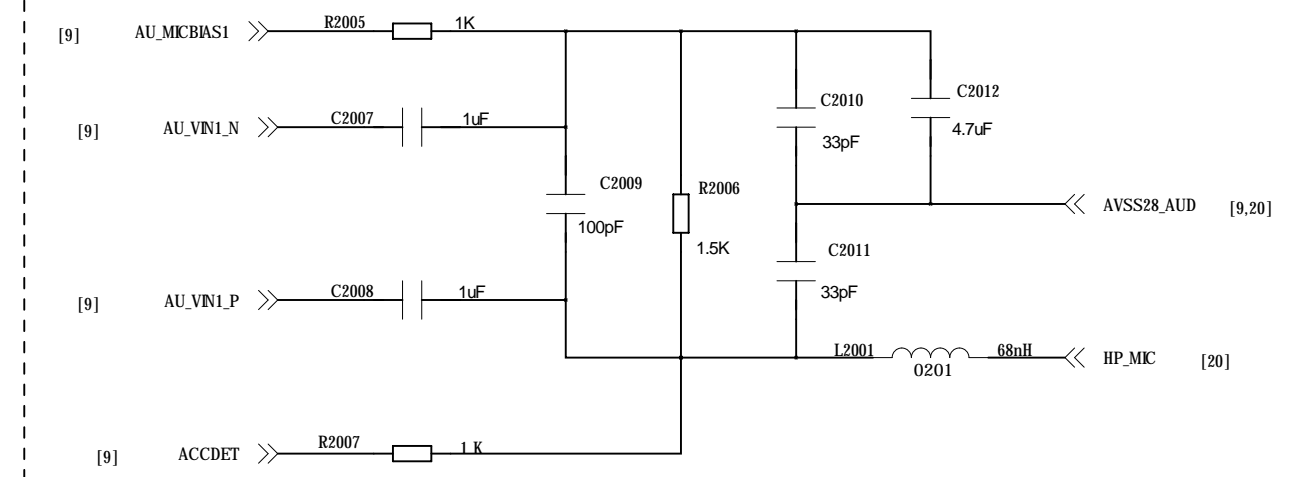 [9] AU_MICBIAS1 R2005 1K
C2010 C2012
[9] AU_VIN1_N C2007 1uF 33pF 4.7uF
C2009 R2006
100pF 1.5K AVSS28_AUD [9,20]
C2011
[9] AU_VIN1_P C2008 1uF 33pF
L2001 68nH HP_MIC [20]
0201
[9] ACCDET R2007 1 K